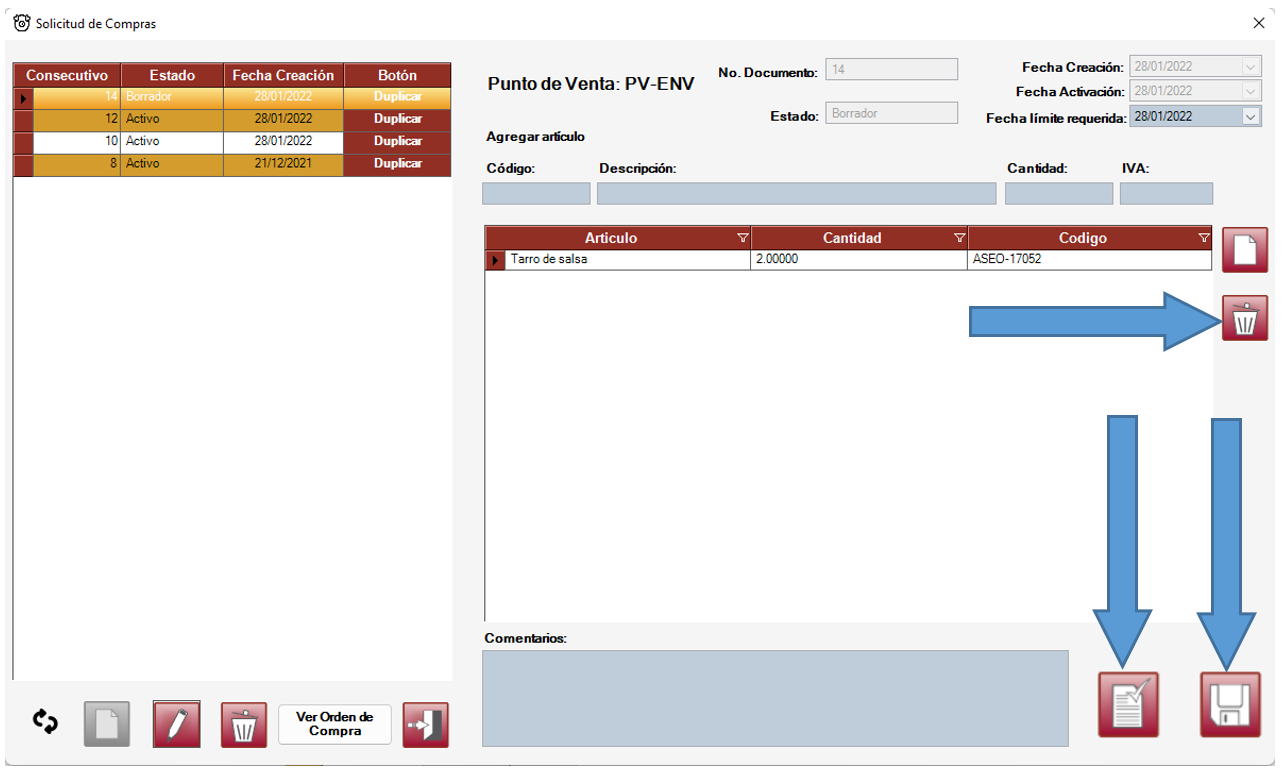 Solicitud de Compras
Consecutivo Estado Fecha Creación Botón
14 Borrador 28/01/2022 Duplicar
12 Activo 28/01/2022 Duplicar
10 Activo 28/01/2022 Duplicar
8 Activo 21/12/2021 Duplicar
Punto de Venta: PV-ENV
No. Documento: 14
Estado: Borrador
Fecha Creación: 28/01/2022
Fecha Activación: 28/01/2022
Fecha límite requerida: 28/01/2022
Agregar artículo
Código: Descripción: Cantidad: IVA:
Articulo Cantidad Codigo
Tarro de salsa 2.00000 ASEO-17052
Comentarios:
Ver Orden de
Compra